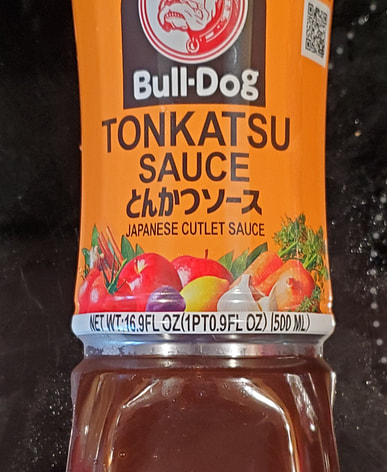 Bull-Dog
TONKATSU
SAUCE
とんかつソース
JAPANESE CUTLET SAUCE
NET WT:16.9FL OZ(1PT0.9FL OZ) (500 ML)